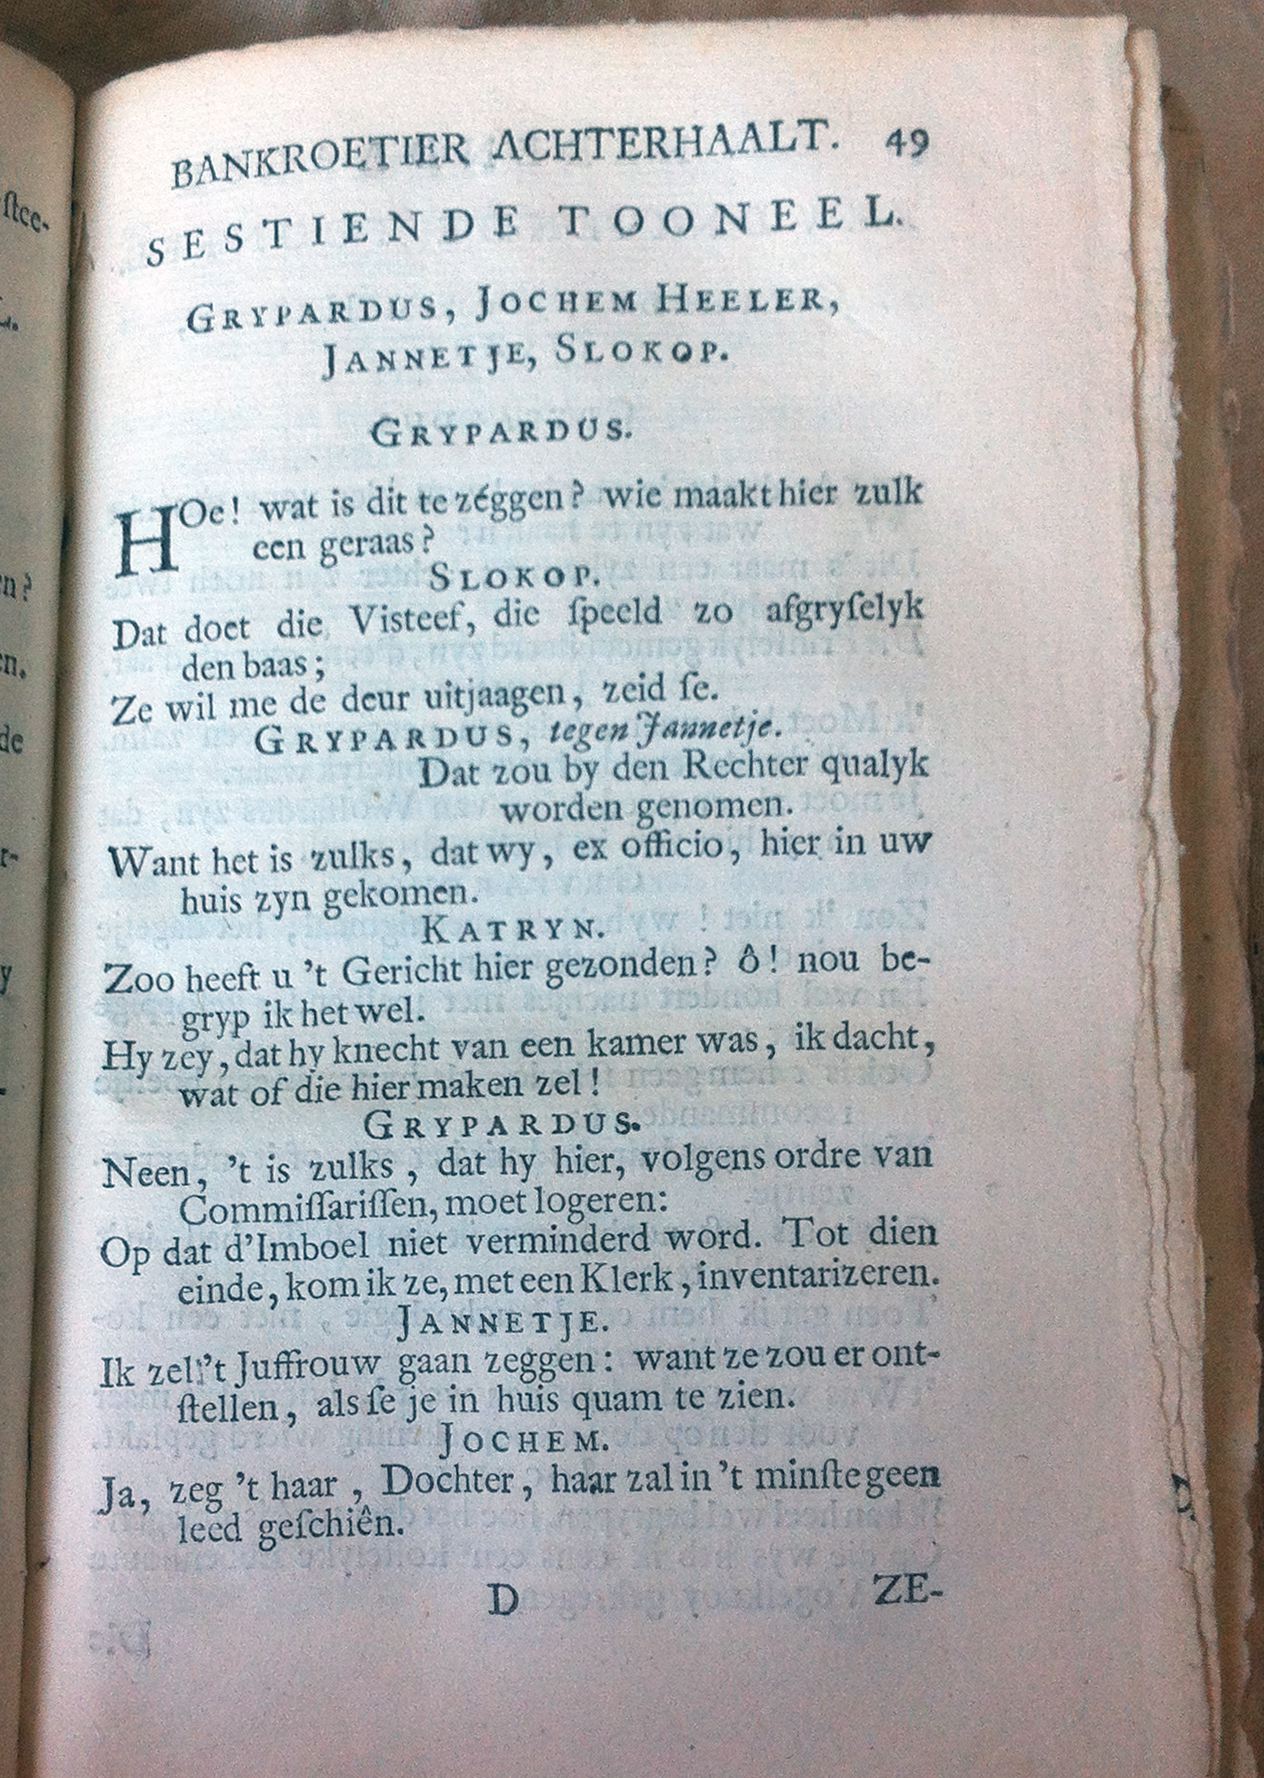 BANKROETIER ACHTERHAALT. 49
SESTIENDE TOONEEL.
GRYPARDUS, JOCHEM HEELER,
JANNETJE, SLOKOP.
GRYPARDUS.
HOe! wat is dit te zéggen? wie maakt hier zulk
een geraas?
SLOKOP.
Dat doet die Visteef, die ſpeeld zo afgryſelyk
den baas;
Ze wil me de deur uitjaagen, zeid ſe.
GRYPARDUS, tegen Jannetje.
Dat zou by den Rechter qualyk
worden genomen.
Want het is zulks, dat wy, ex officio, hier in uw
huis zyn gekomen.
KATRYN.
Zoo heeft u 't Gericht hier gezonden? ô! nou be-
gryp ik het wel.
Hy zey, dat hy knecht van een kamer was, ik dacht,
wat of die hier maken zel!
GRYPARDUS.
Neen, 't is zulks, dat hy hier, volgens ordre van
Commiſſariſſen, moet logeren:
Op dat d'Imboel niet verminderd word. Tot dien
einde, kom ik ze, met een Klerk, inventarizeren.
JANNETJE.
Ik zel 't Juffrouw gaan zeggen: want ze zou er ont-
ſtellen, als ſe je in huis quam te zien.
JOCHEM.
Ja, zeg 't haar, Dochter, haar zal in 't minſte geen
leed geſchiên.
D ZE-